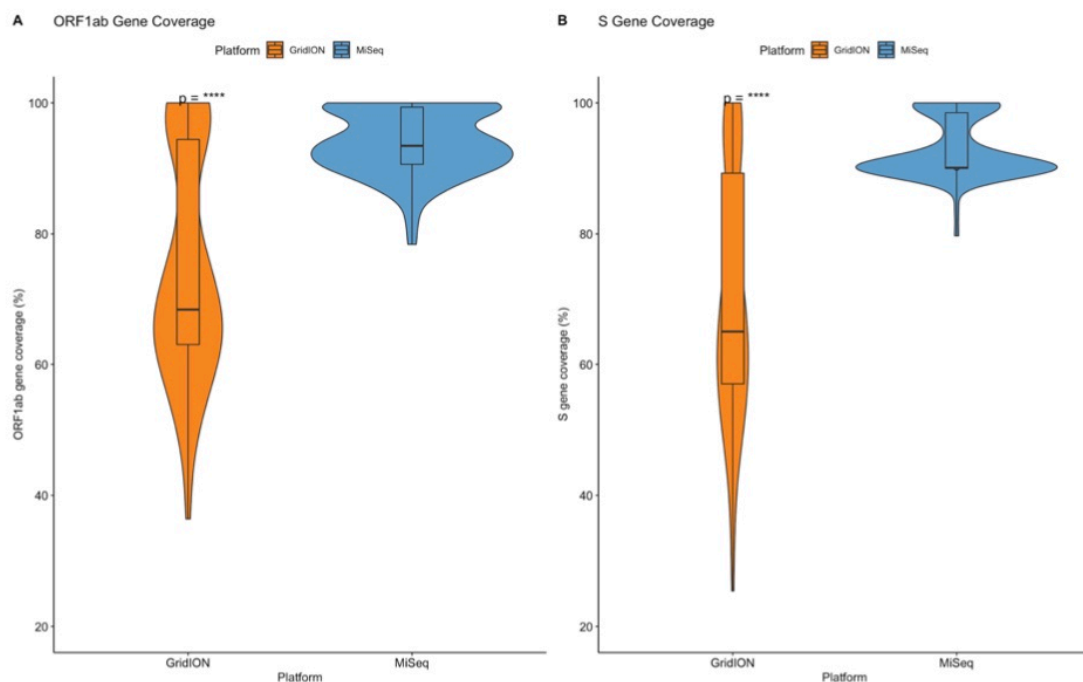 A ORF1ab Gene Coverage
Platform GridION MiSeq
p = ****
100
80
60
40
20
ORF1ab gene coverage (%)
GridION MiSeq
Platform
B S Gene Coverage
Platform GridION MiSeq
p = ****
100
80
60
40
20
S gene coverage (%)
GridION MiSeq
Platform